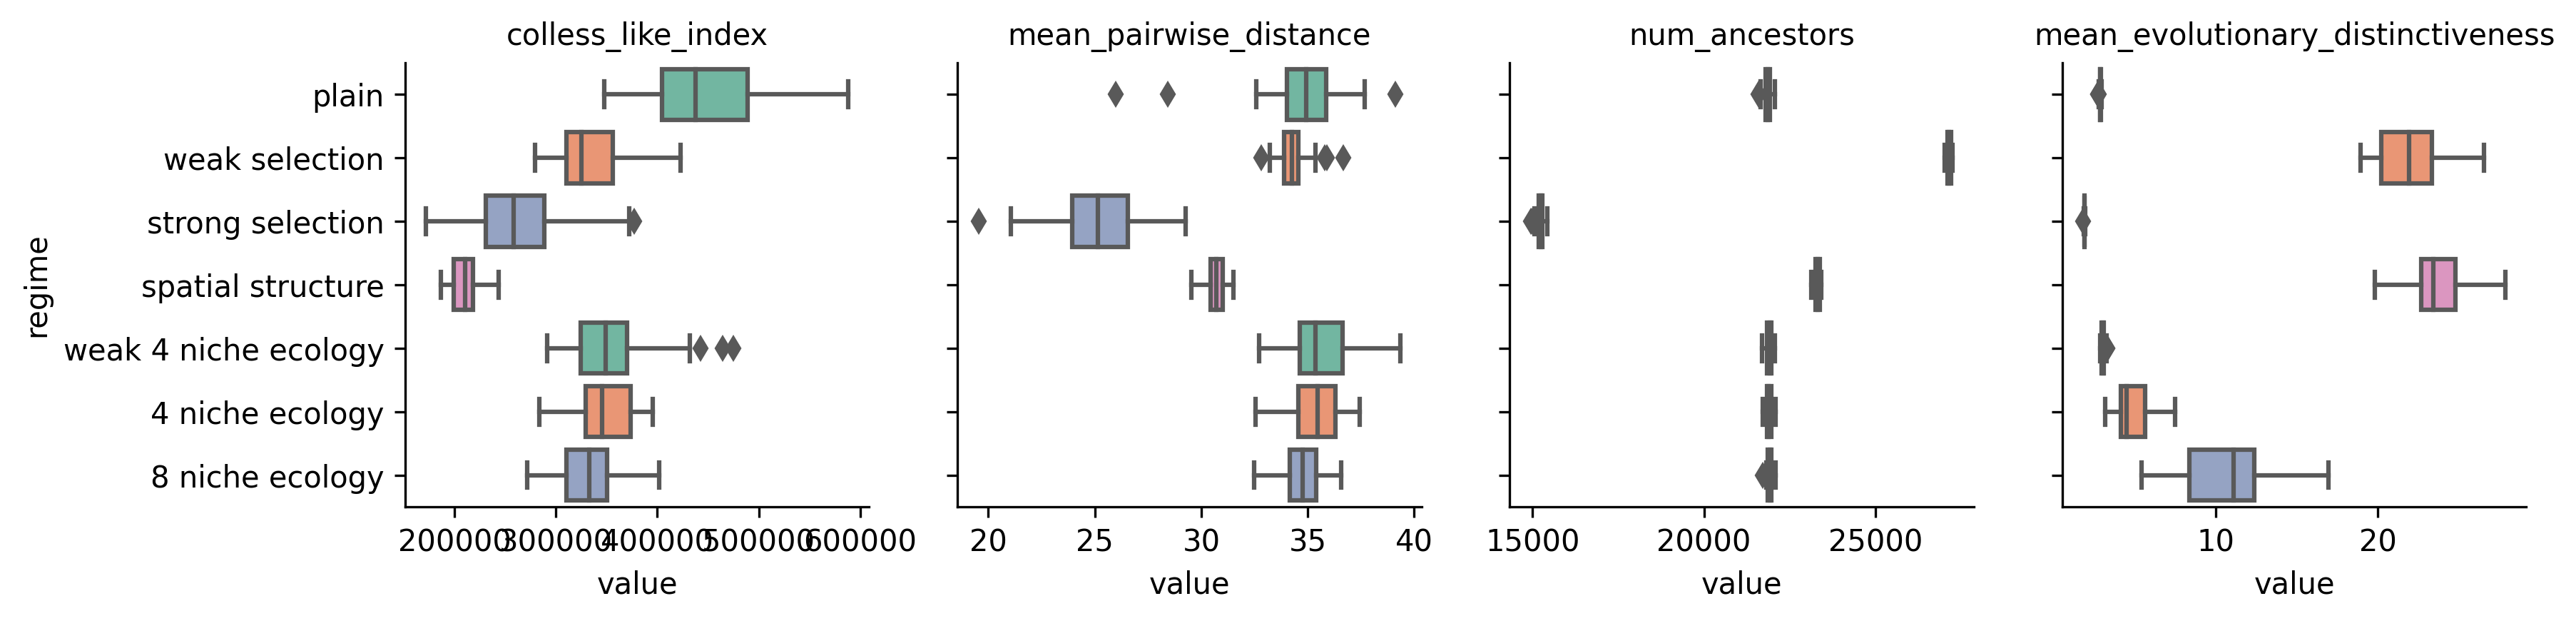 colless_like_index
mean_pairwise_distance
num_ancestors
mean_evolutionary_distinctiveness
regime
plain
weak selection
strong selection
spatial structure
weak 4 niche ecology
4 niche ecology
8 niche ecology
200000 300000 400000 500000 600000
20 25 30 35 40
15000 20000 25000
10 20
value
value
value
value